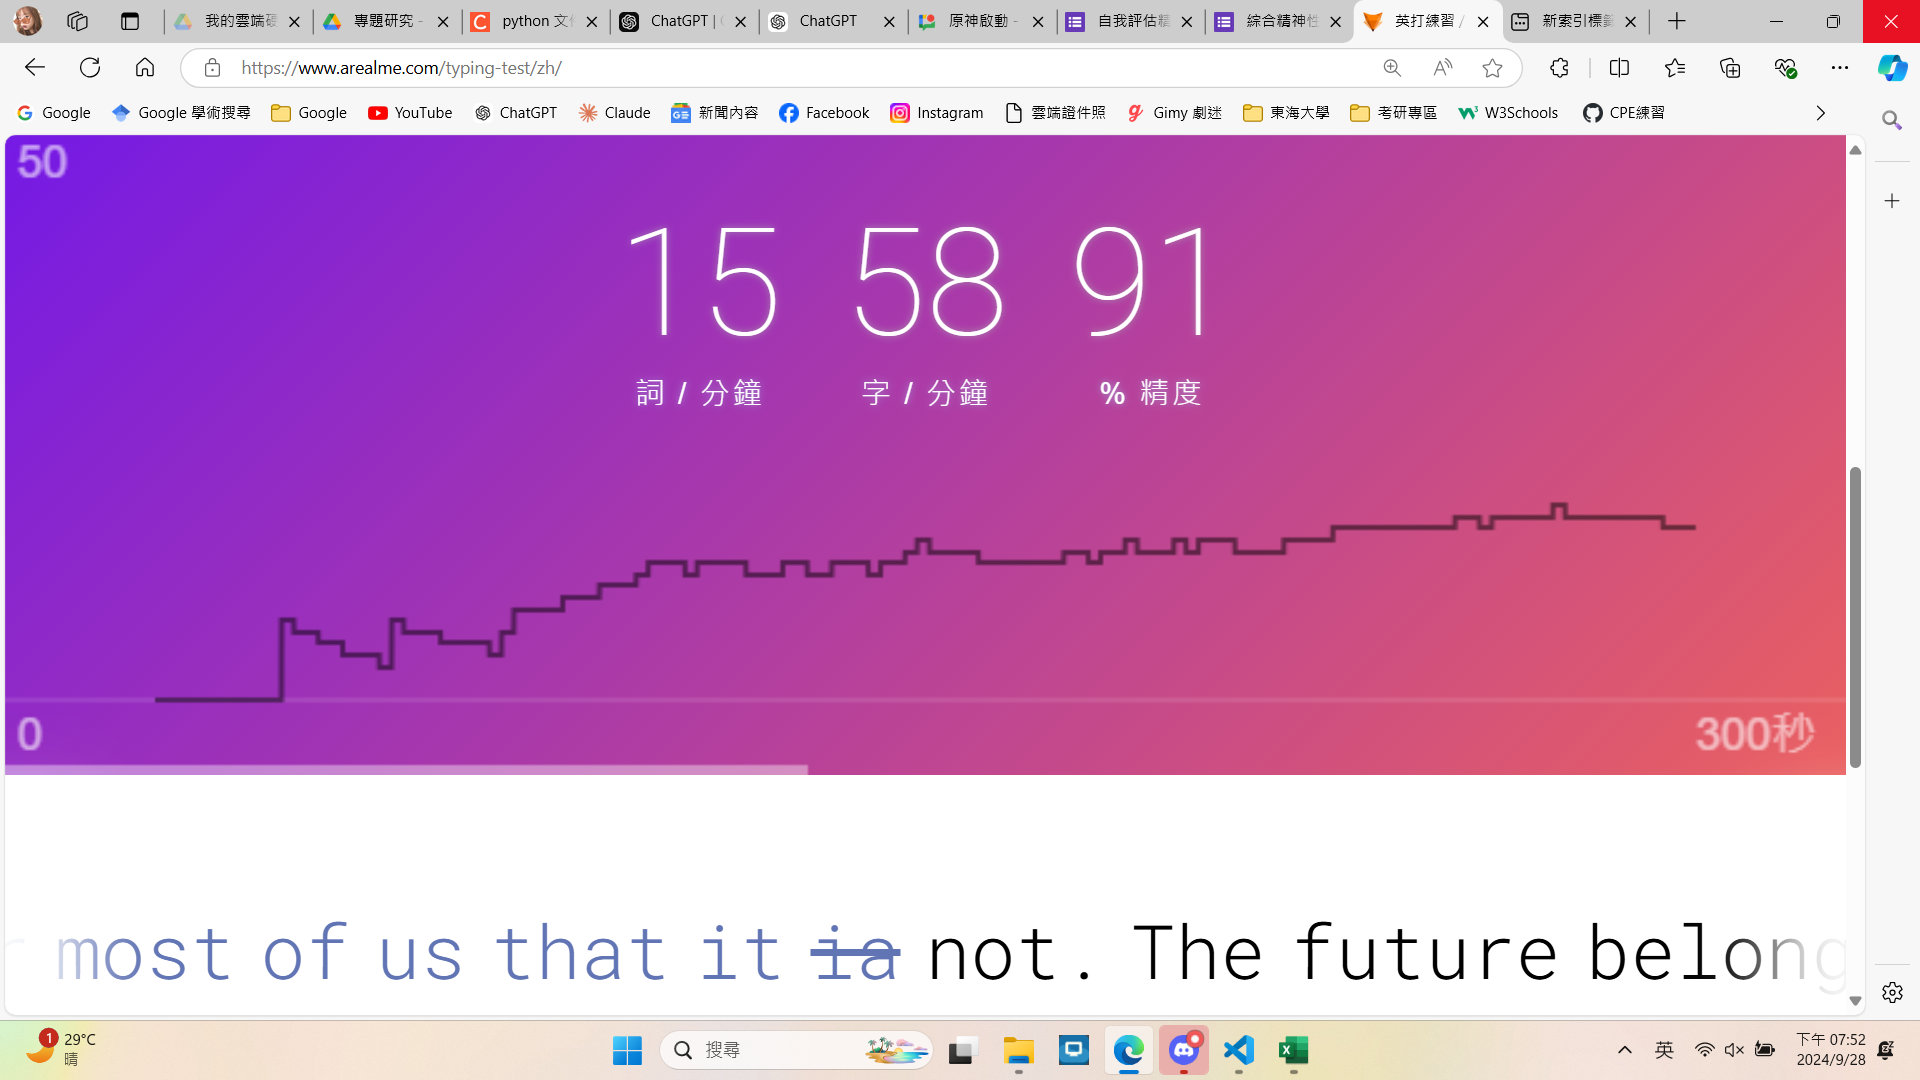 我的雲端硬
專題研究 -
python 文化
ChatGPT | C
ChatGPT
原神啟動 -
自我評估精
綜合精神性
英打練習 /
新索引標籤
https://www.arealme.com/typing-test/zh/
Google
Google 學術搜尋
Google
YouTube
ChatGPT
Claude
新聞內容
Facebook
Instagram
雲端證件照
Gimy 劇迷
東海大學
考研專區
W3Schools
CPE練習
50
15 58 91
詞 / 分鐘 字 / 分鐘 % 精度
0 300秒
r most of us that it ia not. The future belong
1
29°C
晴
搜尋
英
下午 07:52
2024/9/28